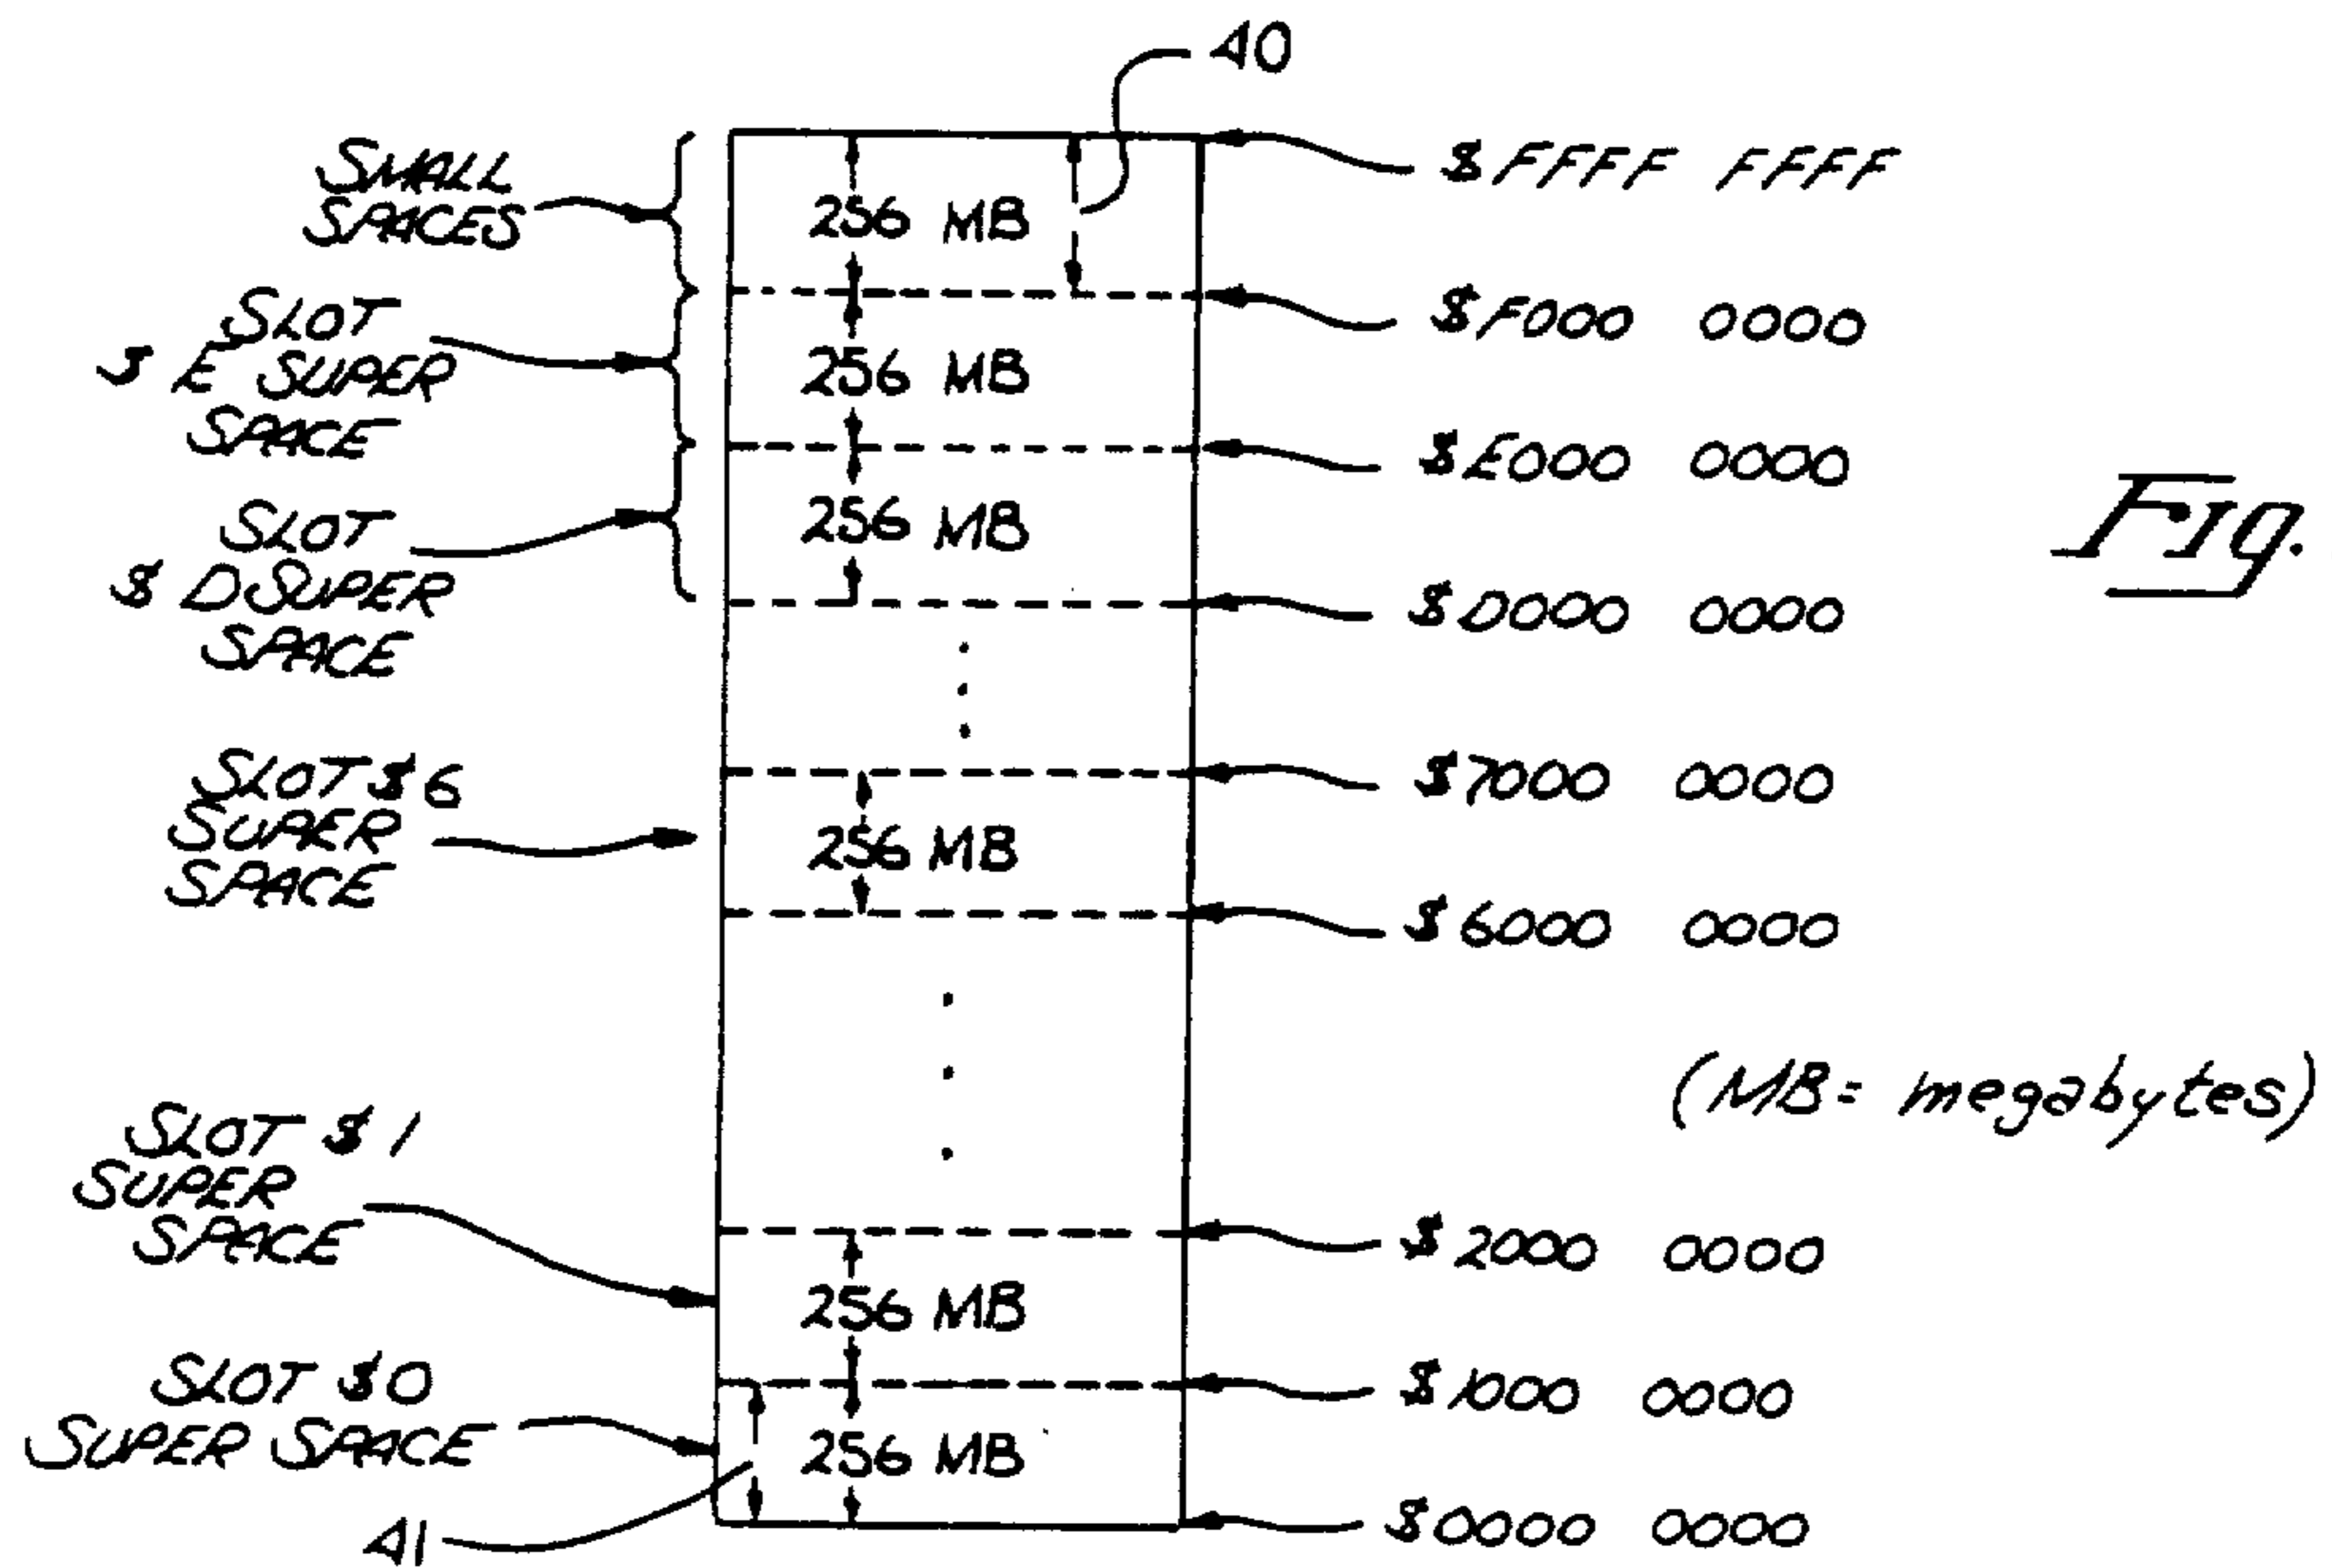 40
SMALL
SPACES
256 MB
$FFFF FFFF
$F000 0000
SLOT
$ E SUPER
SPACE
256 MB
$E000 0000
SLOT
$ D SUPER
SPACE
256 MB
$D000 0000
Fig.
SLOT $6
SUPER
SPACE
$7000 0000
256 MB
$6000 0000
(MB= megabytes)
SLOT $1
SUPER
SPACE
$2000 0000
256 MB
SLOT $0
SUPER SPACE
$1000 0000
256 MB
41
$0000 0000